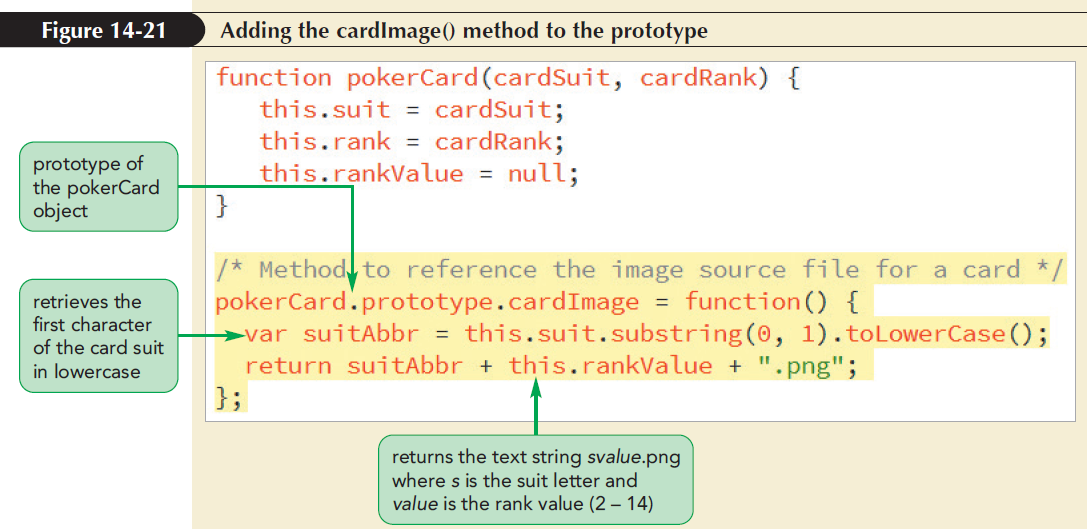 Figure 14-21
Adding the cardImage() method to the prototype
function pokerCard(cardSuit, cardRank) {
   this.suit = cardSuit;
   this.rank = cardRank;
   this.rankValue = null;
}
/* Method to reference the image source file for a card */
pokerCard.prototype.cardImage = function() {
  var suitAbbr = this.suit.substring(0, 1).toLowerCase();
  return suitAbbr + this.rankValue + ".png";
};
prototype of
the pokerCard
object
retrieves the
first character
of the card suit
in lowercase
returns the text string svalue.png
where s is the suit letter and
value is the rank value (2 – 14)